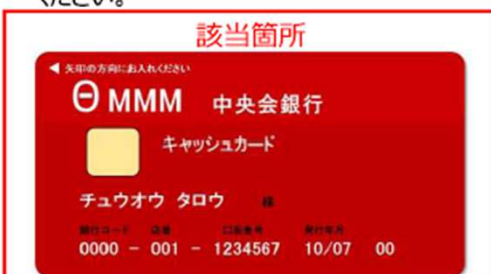 ください。
該当箇所
◀ 矢印の方向にお入れください
Θ MMM 中央会銀行
キャッシュカード
チュウオウ タロウ 様
銀行コード 店番 口座番号 発行年月
0000 - 001 - 1234567 10/07 00